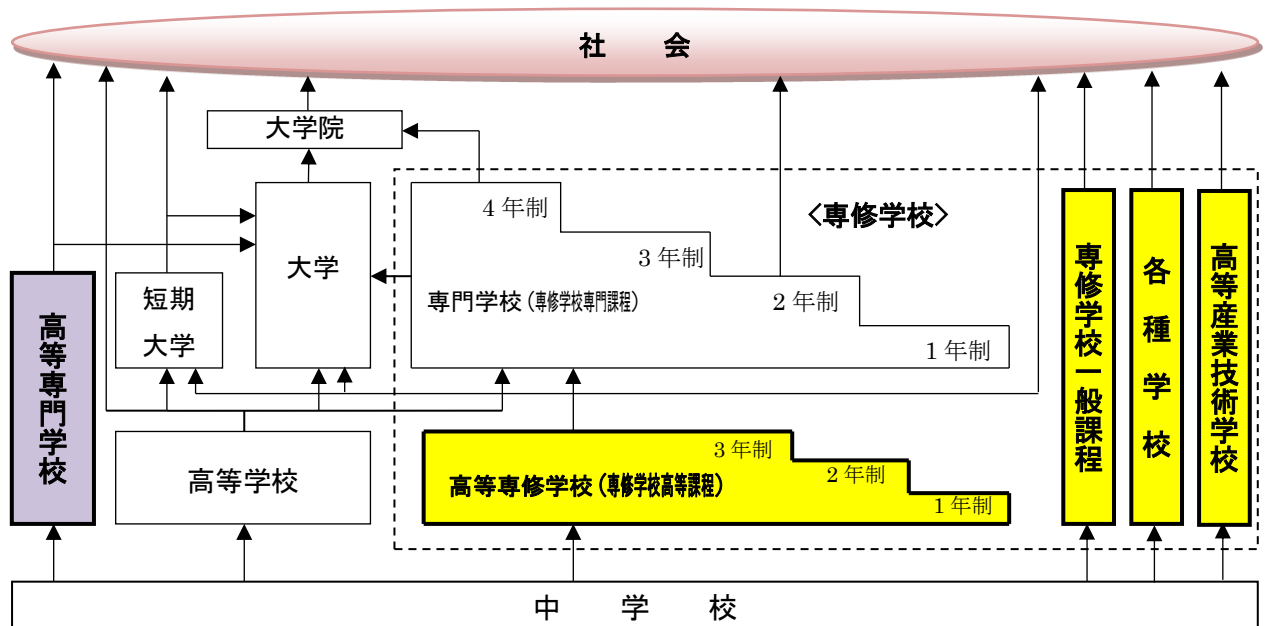 社 会
大学院
4年制
〈専修学校〉
3年制
大学
専門学校(専修学校専門課程)
2年制
1年制
短期
大学
高等専門学校
専修学校一般課程
各種学校
高等産業技術学校
高等学校
3年制
高等専修学校(専修学校高等課程)
2年制
1年制
中 学 校